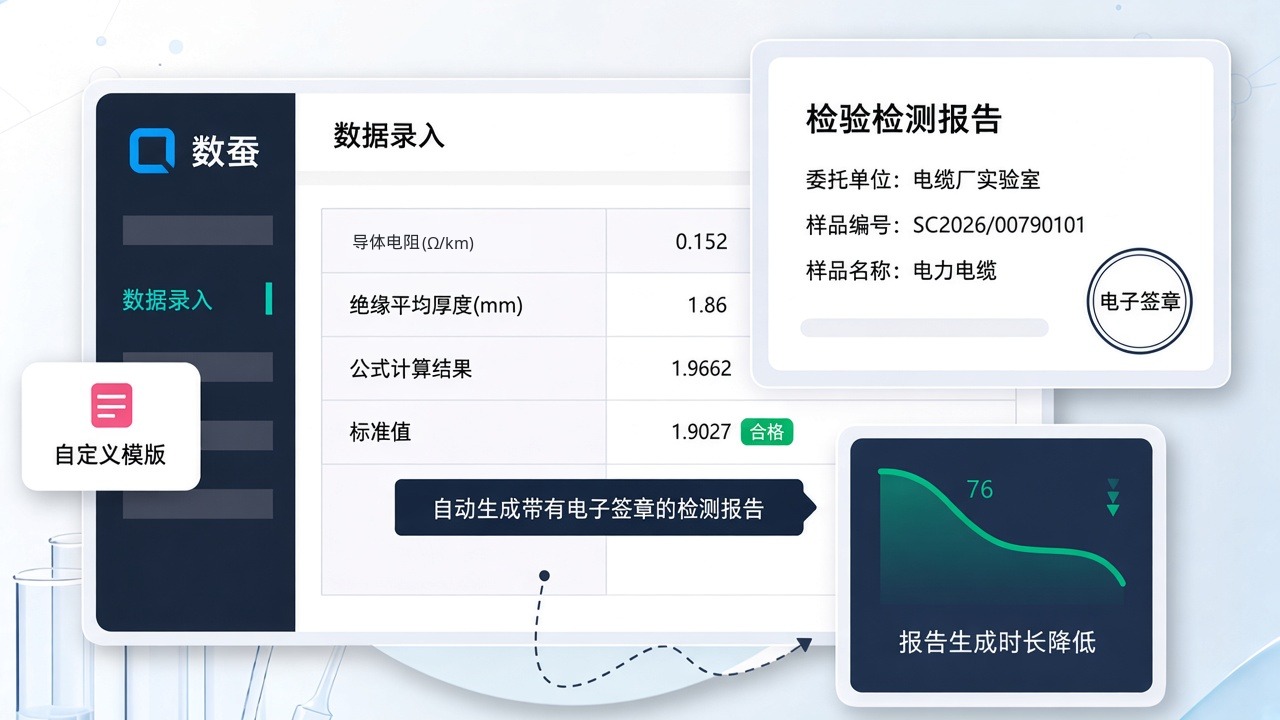 数蚕
数据录入
自定义模版
数据录入
导体电阻(Ω/km) 0.152
绝缘平均厚度(mm) 1.86
公式计算结果 1.9662
标准值 1.9027 合格
自动生成带有电子签章的检测报告
检验检测报告
委托单位：电缆厂实验室
样品编号：SC2026/00790101
样品名称：电力电缆
电子签章
76
报告生成时长降低